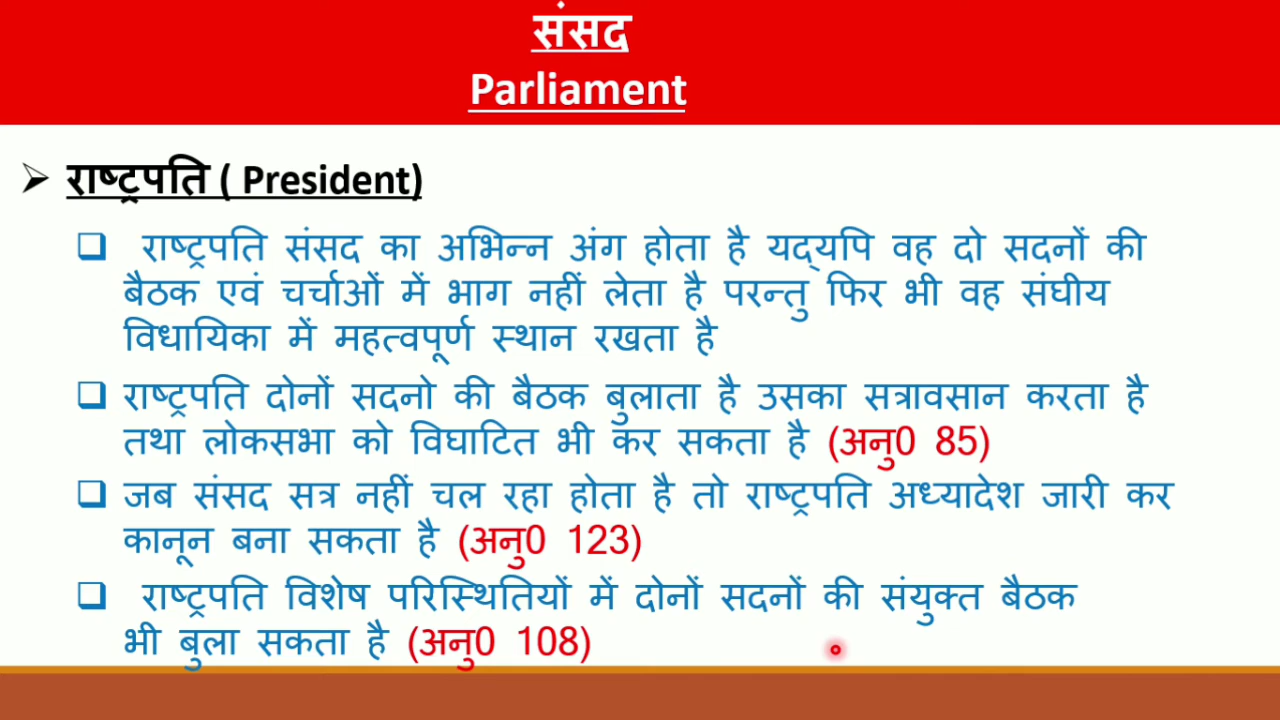 संसद
Parliament
राष्ट्रपति ( President)
राष्ट्रपति संसद का अभिन्न अंग होता है यद्यपि वह दो सदनों की
बैठक एवं चर्चाओं में भाग नहीं लेता है परन्तु फिर भी वह संघीय
विधायिका में महत्वपूर्ण स्थान रखता है
राष्ट्रपति दोनों सदनो की बैठक बुलाता है उसका सत्रावसान करता है
तथा लोकसभा को विघाटित भी कर सकता है (अनु0 85)
जब संसद सत्र नहीं चल रहा होता है तो राष्ट्रपति अध्यादेश जारी कर
कानून बना सकता है (अनु0 123)
राष्ट्रपति विशेष परिस्थितियों में दोनों सदनों की संयुक्त बैठक
भी बुला सकता है (अनु0 108)